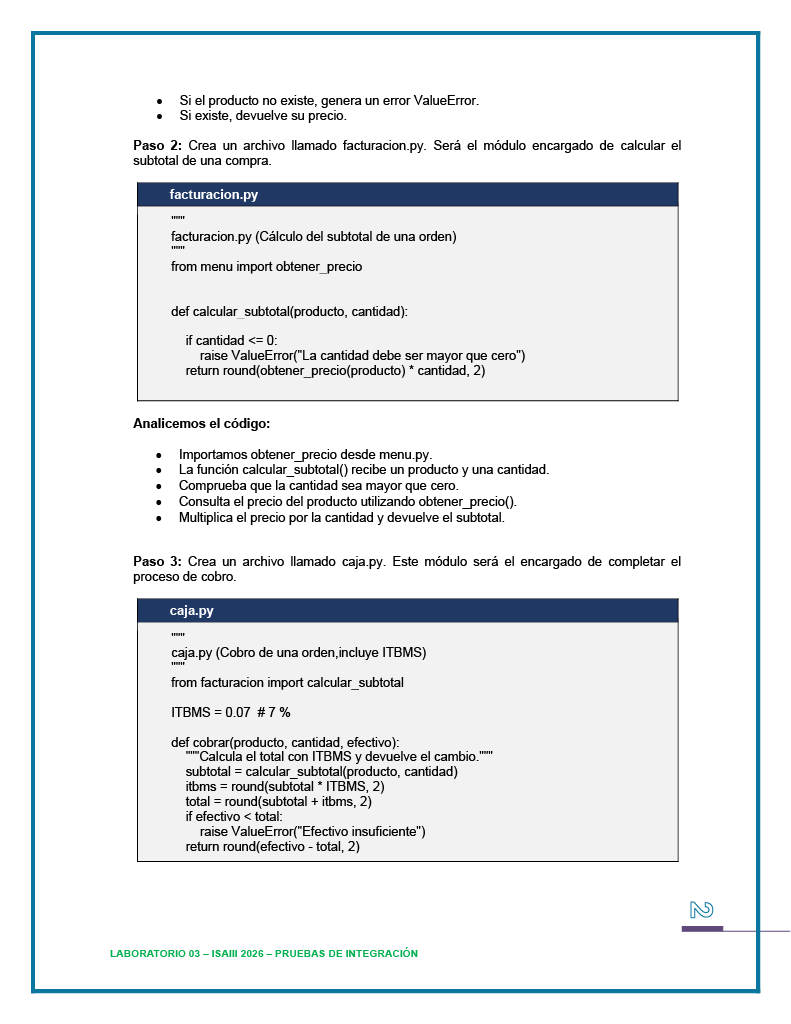 • Si el producto no existe, genera un error ValueError.
• Si existe, devuelve su precio.
Paso 2: Crea un archivo llamado facturacion.py. Será el módulo encargado de calcular el
subtotal de una compra.
facturacion.py
"""
facturacion.py (Cálculo del subtotal de una orden)
"""
from menu import obtener_precio
def calcular_subtotal(producto, cantidad):
if cantidad <= 0:
raise ValueError("La cantidad debe ser mayor que cero")
return round(obtener_precio(producto) * cantidad, 2)
Analicemos el código:
• Importamos obtener_precio desde menu.py.
• La función calcular_subtotal() recibe un producto y una cantidad.
• Comprueba que la cantidad sea mayor que cero.
• Consulta el precio del producto utilizando obtener_precio().
• Multiplica el precio por la cantidad y devuelve el subtotal.
Paso 3: Crea un archivo llamado caja.py. Este módulo será el encargado de completar el
proceso de cobro.
caja.py
"""
caja.py (Cobro de una orden,incluye ITBMS)
"""
from facturacion import calcular_subtotal
ITBMS = 0.07  # 7 %
def cobrar(producto, cantidad, efectivo):
"""Calcula el total con ITBMS y devuelve el cambio."""
subtotal = calcular_subtotal(producto, cantidad)
itbms = round(subtotal * ITBMS, 2)
total = round(subtotal + itbms, 2)
if efectivo < total:
raise ValueError("Efectivo insuficiente")
return round(efectivo - total, 2)
2
LABORATORIO 03 – ISAIII 2026 – PRUEBAS DE INTEGRACIÓN